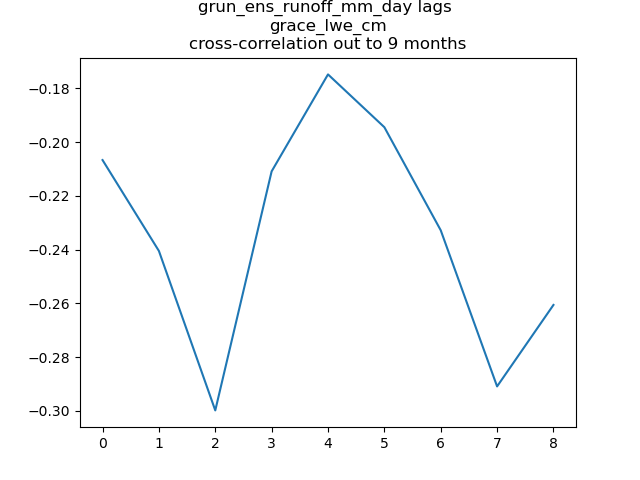 grun_ens_runoff_mm_day lags
grace_lwe_cm
cross-correlation out to 9 months
−0.18
−0.20
−0.22
−0.24
−0.26
−0.28
−0.30
0 1 2 3 4 5 6 7 8